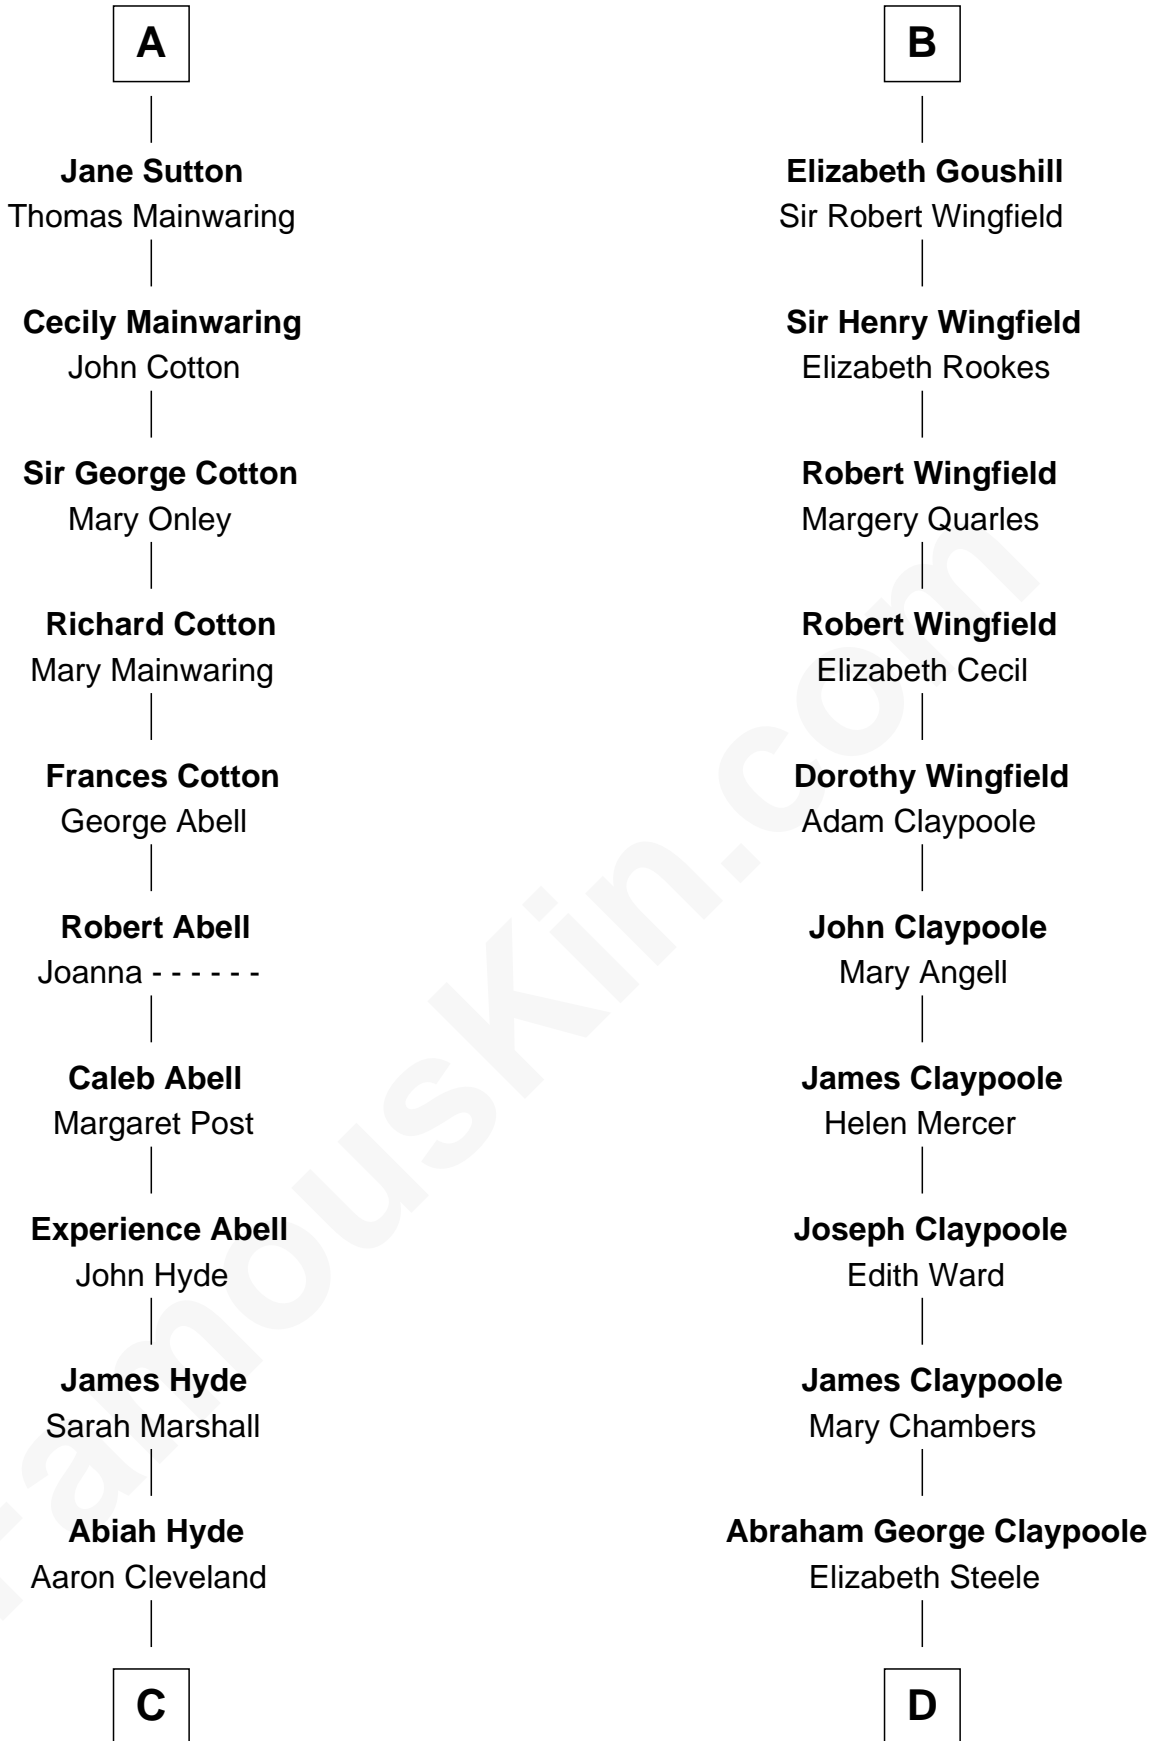 A
Jane Sutton
Thomas Mainwaring
Cecily Mainwaring
John Cotton
Sir George Cotton
Mary Onley
Richard Cotton
Mary Mainwaring
Frances Cotton
George Abell
Robert Abell
Joanna - - - - - -
Caleb Abell
Margaret Post
Experience Abell
John Hyde
James Hyde
Sarah Marshall
Abiah Hyde
Aaron Cleveland
C
B
Elizabeth Goushill
Sir Robert Wingfield
Sir Henry Wingfield
Elizabeth Rookes
Robert Wingfield
Margery Quarles
Robert Wingfield
Elizabeth Cecil
Dorothy Wingfield
Adam Claypoole
John Claypoole
Mary Angell
James Claypoole
Helen Mercer
Joseph Claypoole
Edith Ward
James Claypoole
Mary Chambers
Abraham George Claypoole
Elizabeth Steele
D
FamousKin.com